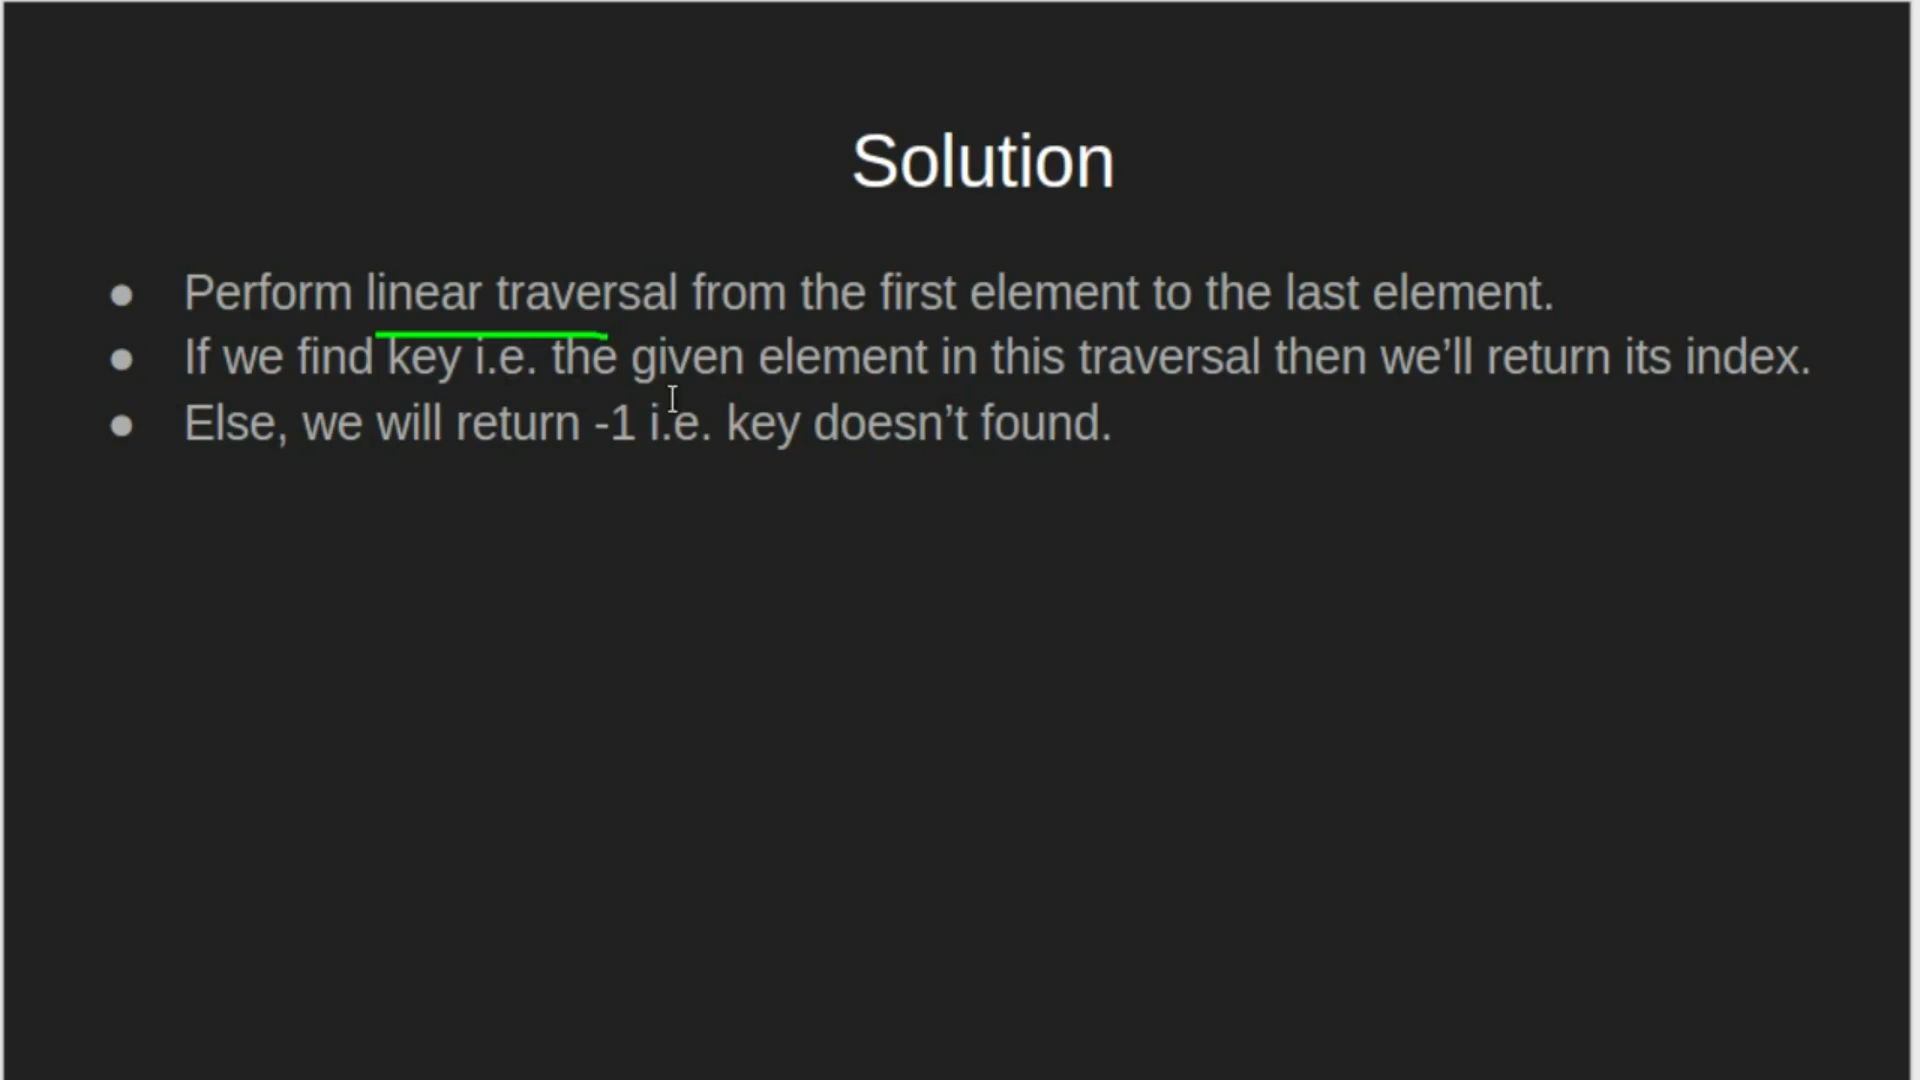 Solution
● Perform linear traversal from the first element to the last element.
● If we find key i.e. the given element in this traversal then we’ll return its index.
● Else, we will return -1 i.e. key doesn’t found.